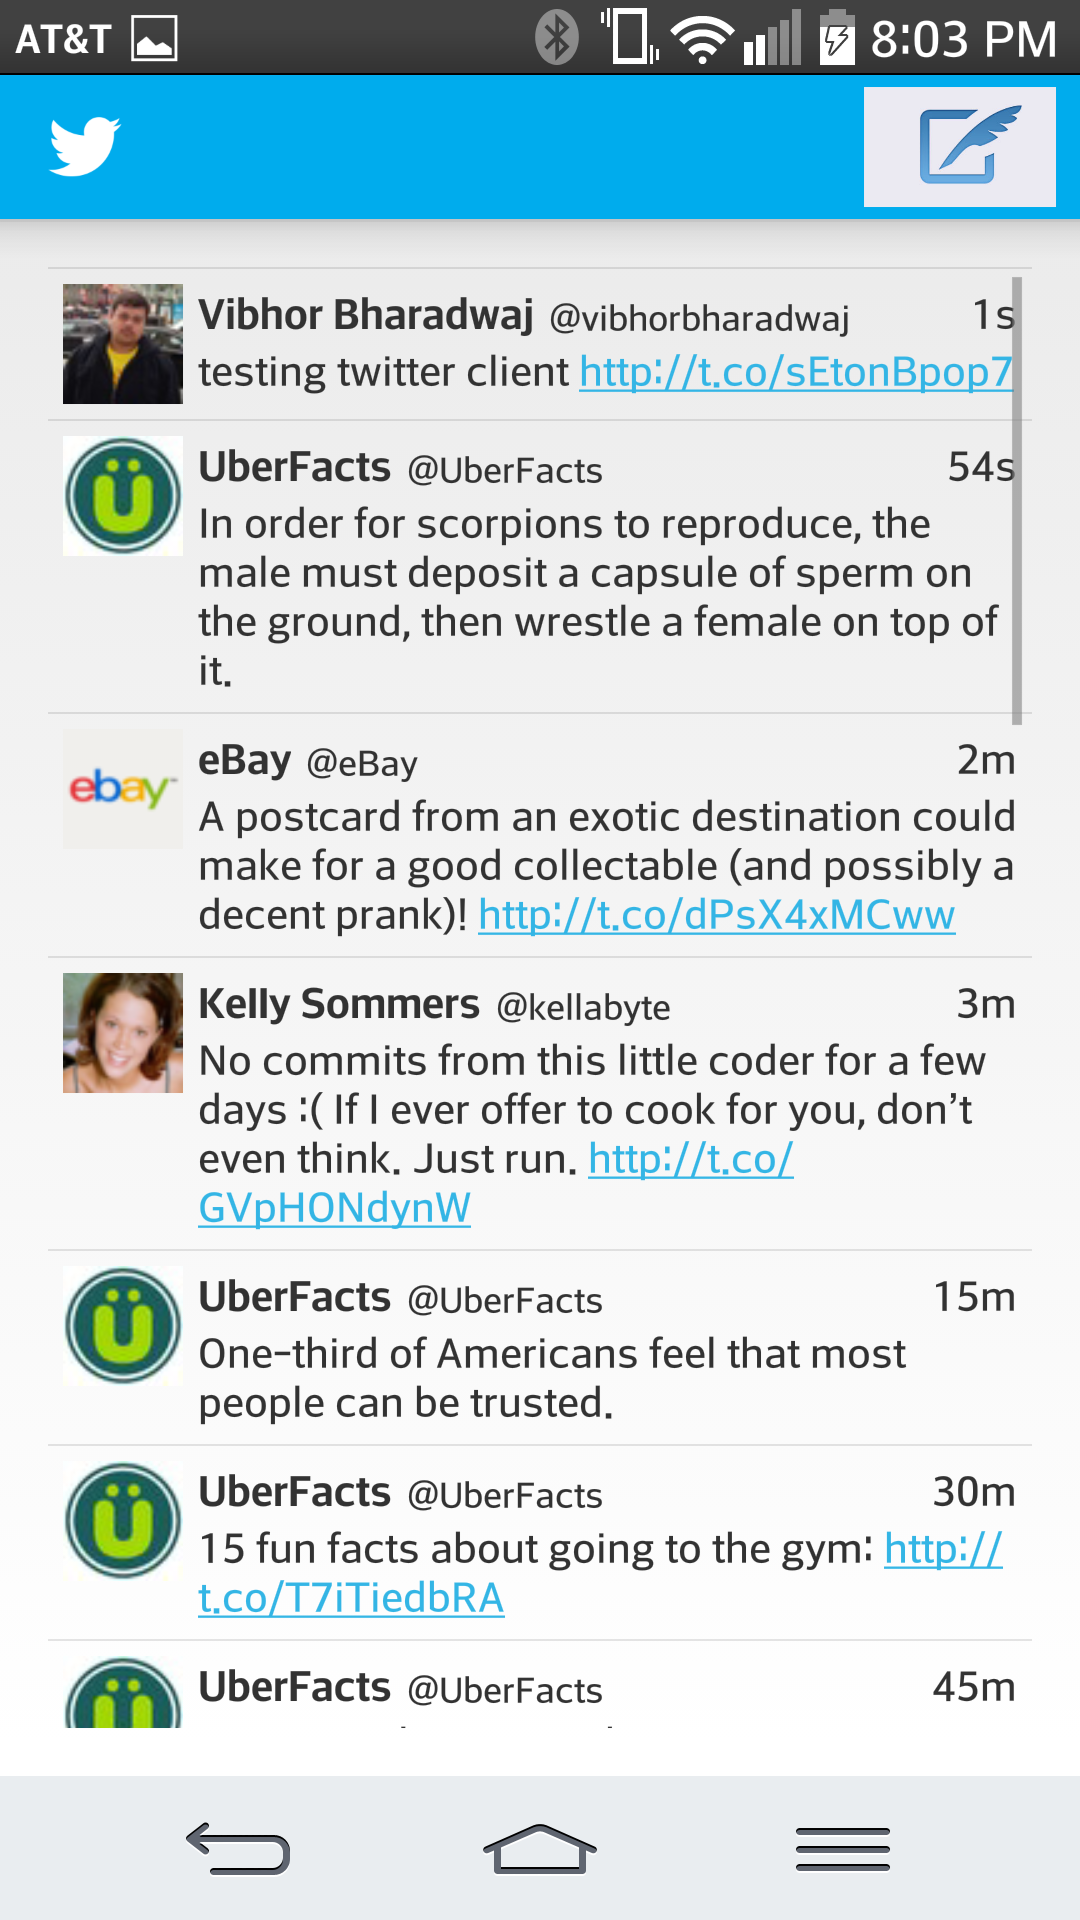 AT&T 8:03 PM
Vibhor Bharadwaj @vibhorbharadwaj 1s
testing twitter client http://t.co/sEtonBpop7
UberFacts @UberFacts 54s
In order for scorpions to reproduce, the
male must deposit a capsule of sperm on
the ground, then wrestle a female on top of
it.
ebay™
eBay @eBay 2m
A postcard from an exotic destination could
make for a good collectable (and possibly a
decent prank)! http://t.co/dPsX4xMCww
Kelly Sommers @kellabyte 3m
No commits from this little coder for a few
days :( If I ever offer to cook for you, don’t
even think. Just run. http://t.co/
GVpHONdynW
UberFacts @UberFacts 15m
One-third of Americans feel that most
people can be trusted.
UberFacts @UberFacts 30m
15 fun facts about going to the gym: http://
t.co/T7iTiedbRA
UberFacts @UberFacts 45m